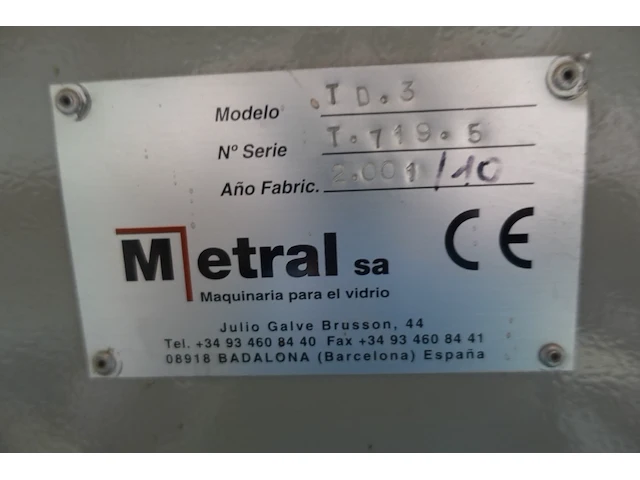 Modelo .TD.3
Nº Serie T.719.5
Año Fabric. 2.001/10
Metral sa
CE
Maquinaria para el vidrio
Julio Galve Brusson, 44
Tel. +34 93 460 84 40 Fax +34 93 460 84 41
08918 BADALONA (Barcelona) España